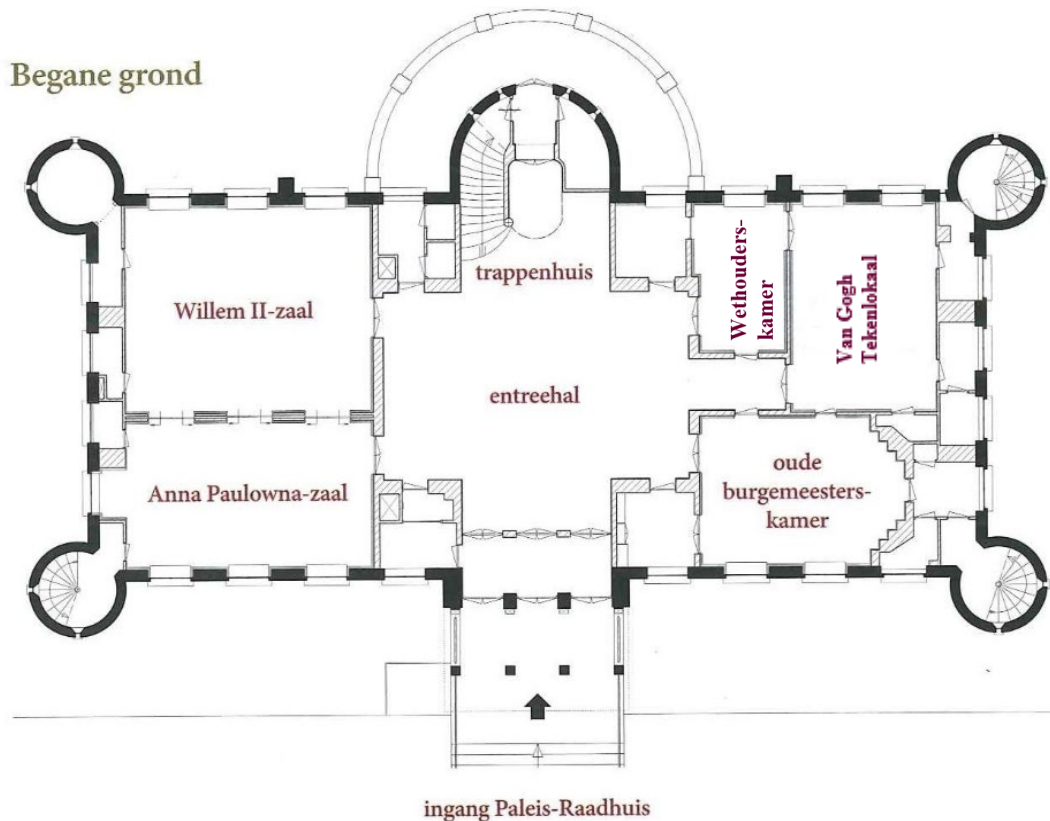 Begane grond
trappenhuis
Willem II-zaal
Wethouders-
kamer
Van Gogh
Tekenlokaal
entreehal
Anna Paulowna-zaal
oude
burgemeesters-
kamer
ingang Paleis-Raadhuis